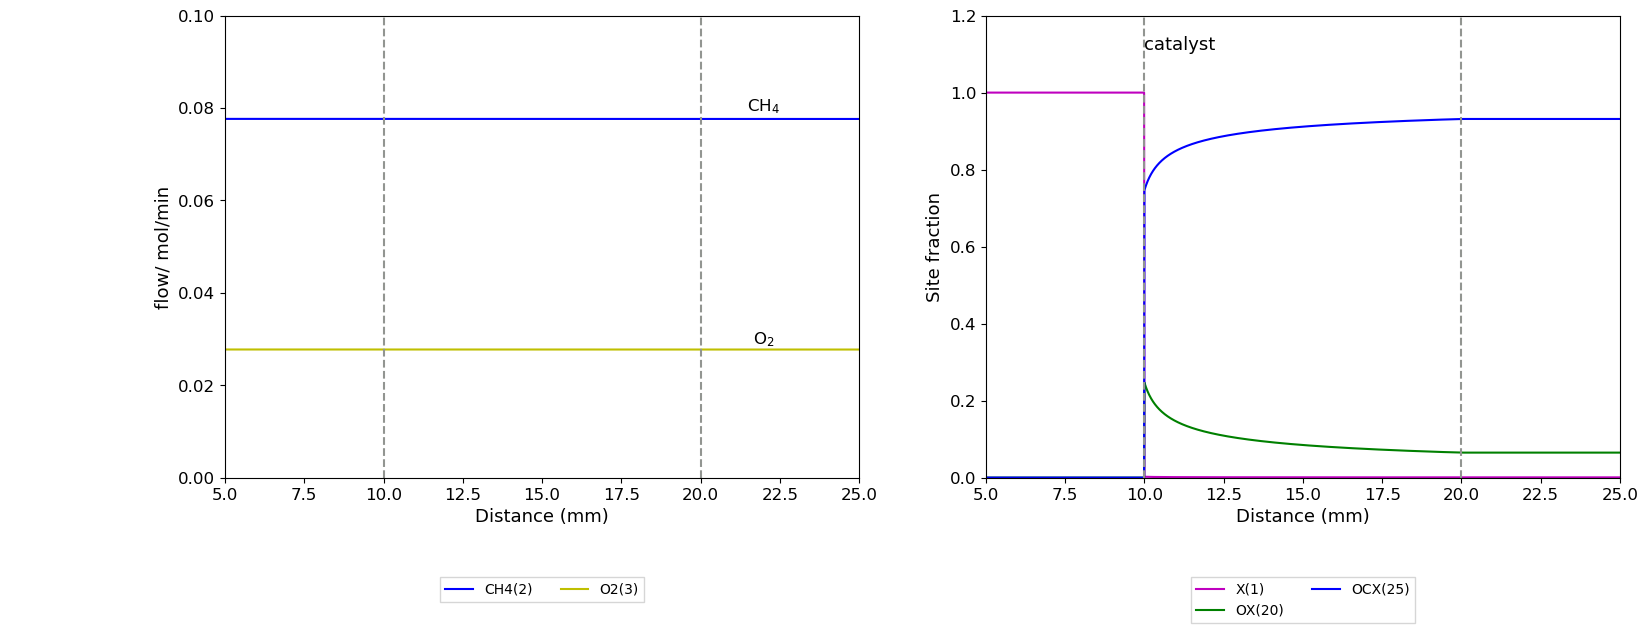 0.10
0.08
0.06
0.04
0.02
0.00
flow/ mol/min
CH₄
O₂
5.0 7.5 10.0 12.5 15.0 17.5 20.0 22.5 25.0
Distance (mm)
CH4(2) O2(3)
1.2
1.0
0.8
0.6
0.4
0.2
0.0
Site fraction
catalyst
5.0 7.5 10.0 12.5 15.0 17.5 20.0 22.5 25.0
Distance (mm)
X(1) OCX(25)
OX(20)